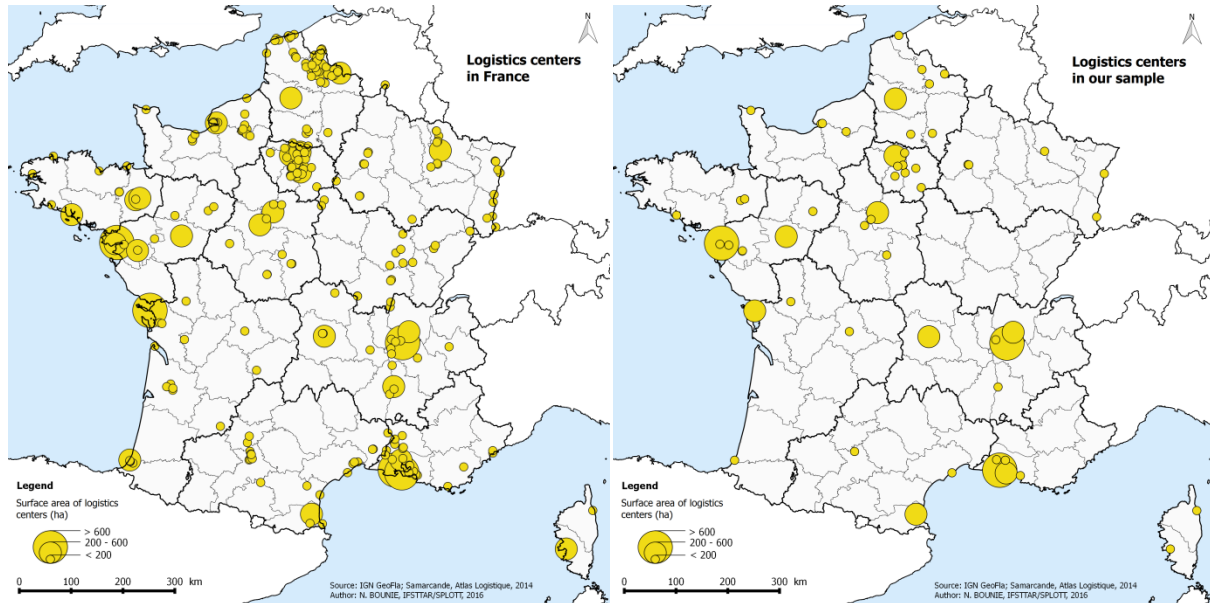 N
Logistics centers
in France
Legend
Surface area of logistics
centers (ha)
> 600
200 - 600
< 200
0 100 200 300 km
Source: IGN GeoFla; Samarcande, Atlas Logistique, 2014
Author: N. BOUNIE, IFSTTAR/SPLOTT, 2016
N
Logistics centers
in our sample
Legend
Surface area of logistics
centers (ha)
> 600
200 - 600
< 200
0 100 200 300 km
Source: IGN GeoFla; Samarcande, Atlas Logistique, 2014
Author: N. BOUNIE, IFSTTAR/SPLOTT, 2016